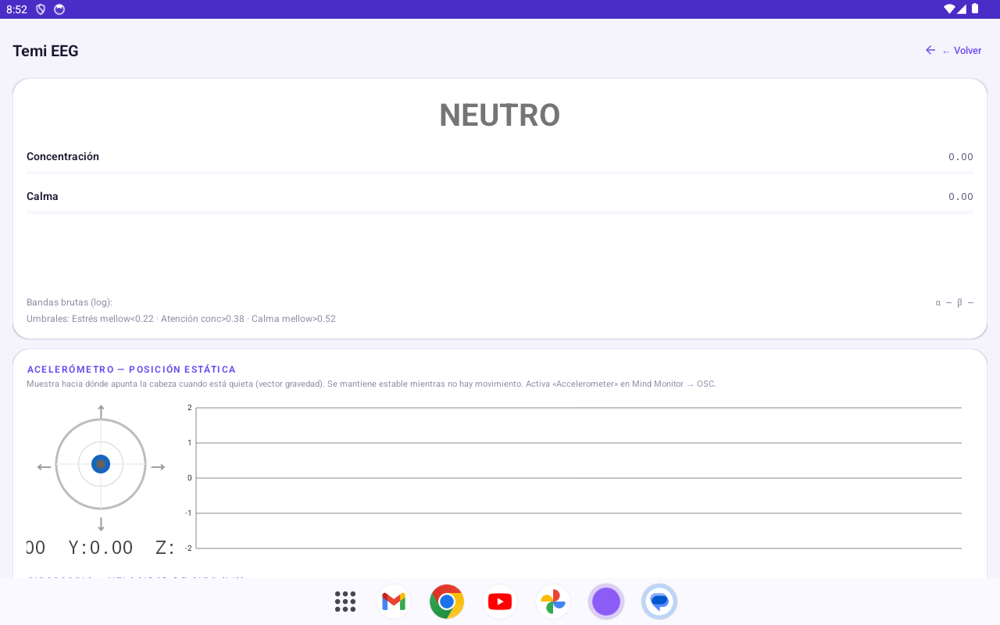 8:52
Temi EEG
← Volver
NEUTRO
Concentración 0.00
Calma 0.00
Bandas brutas (log): α — β —
Umbrales: Estrés mellow<0.22 · Atención conc>0.38 · Calma mellow>0.52
ACELERÓMETRO — POSICIÓN ESTÁTICA
Muestra hacia dónde apunta la cabeza cuando está quieta (vector gravedad). Se mantiene estable mientras no hay movimiento. Activa «Accelerometer» en Mind Monitor → OSC.
2
1
0
-1
-2
00 Y:0.00 Z: